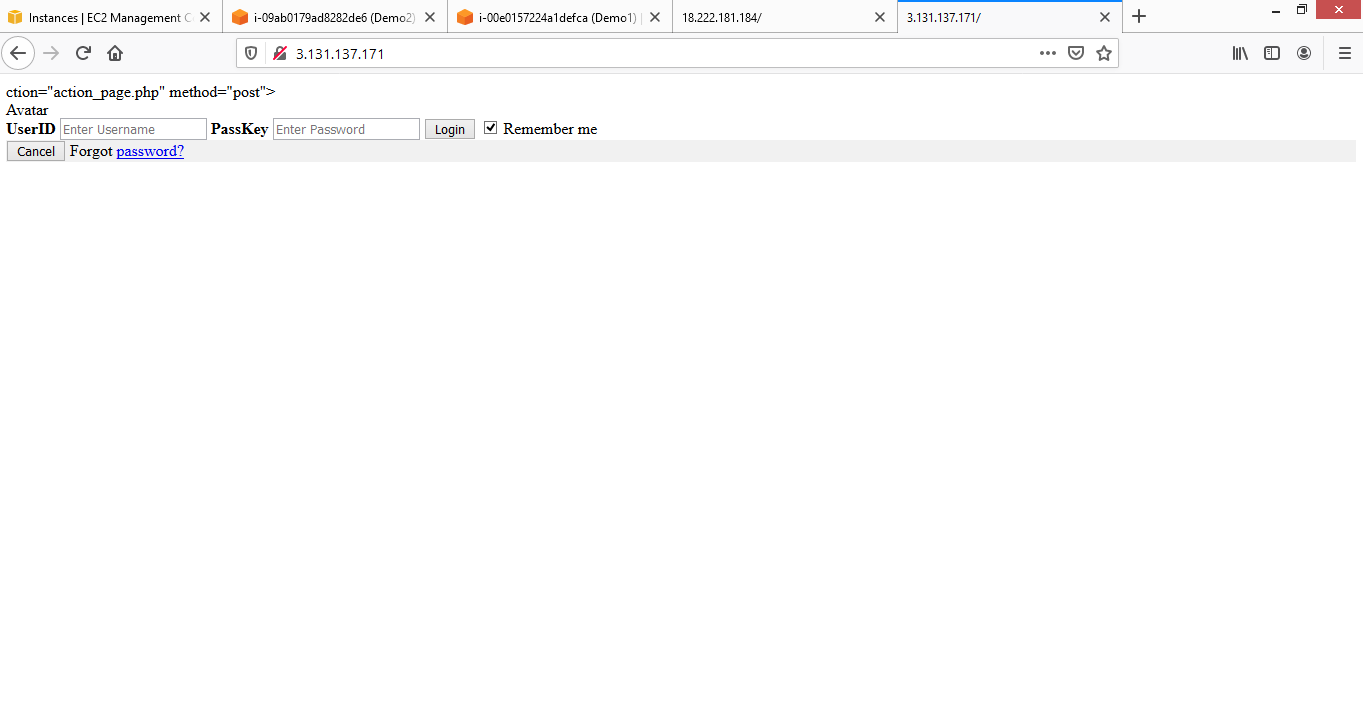 Instances | EC2 Management C
i-09ab0179ad8282de6 (Demo2)
i-00e0157224a1defca (Demo1) |
18.222.181.184/
3.131.137.171/
3.131.137.171
ction="action_page.php" method="post">
Avatar
UserID Enter Username PassKey Enter Password Login Remember me
Cancel Forgot password?